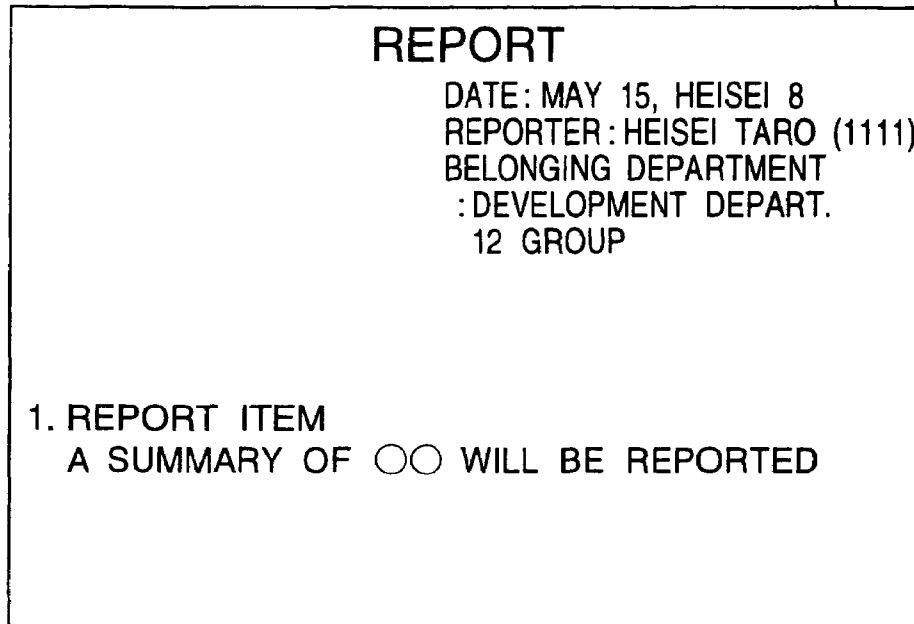 REPORT
DATE: MAY 15, HEISEI 8
REPORTER: HEISEI TARO (1111)
BELONGING DEPARTMENT
: DEVELOPMENT DEPART.
12 GROUP
1. REPORT ITEM
A SUMMARY OF ○○ WILL BE REPORTED